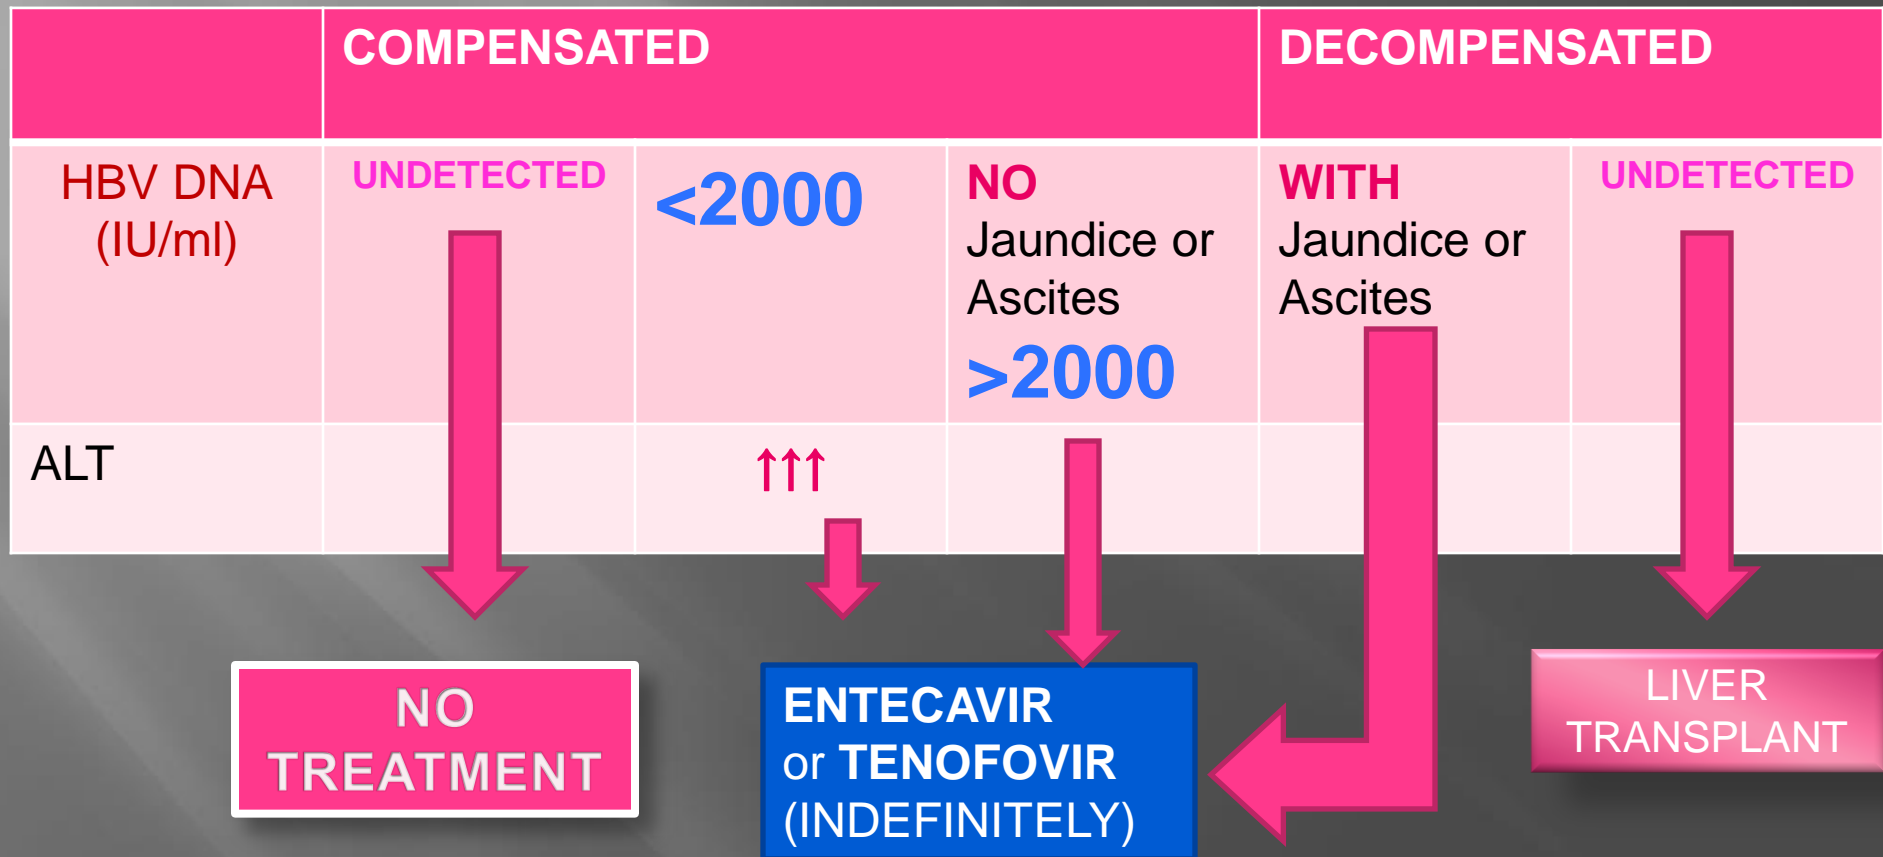 COMPENSATED
DECOMPENSATED
HBV DNA
(IU/ml)
UNDETECTED
<2000
NO
Jaundice or
Ascites
>2000
WITH
Jaundice or
Ascites
UNDETECTED
ALT
↑↑↑
NO
TREATMENT
ENTECAVIR
or TENOFOVIR
(INDEFINITELY)
LIVER
TRANSPLANT